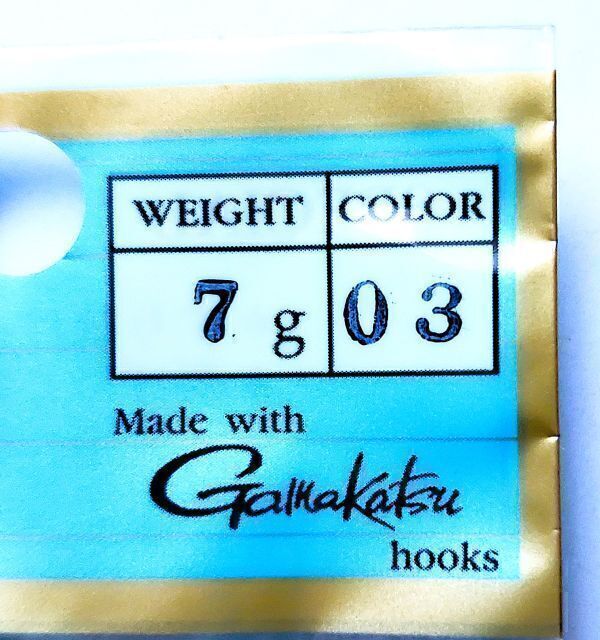 WEIGHT COLOR
7 g 03
Made with
Gamakatsu
hooks